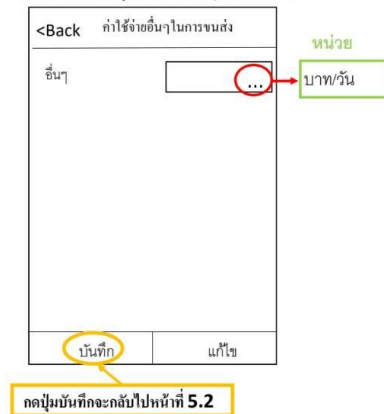 <Back ค่าใช้จ่ายอื่นๆในการขนส่ง
หน่วย
อื่นๆ ... บาท/วัน
บันทึก แก้ไข
กดปุ่มบันทึกจะกลับไปหน้าที่ 5.2